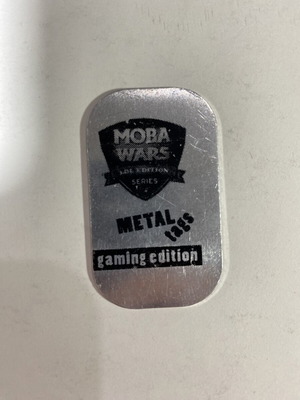 MOBA
WARS
LOL EDITION
SERIES
METAL
tags
gaming edition